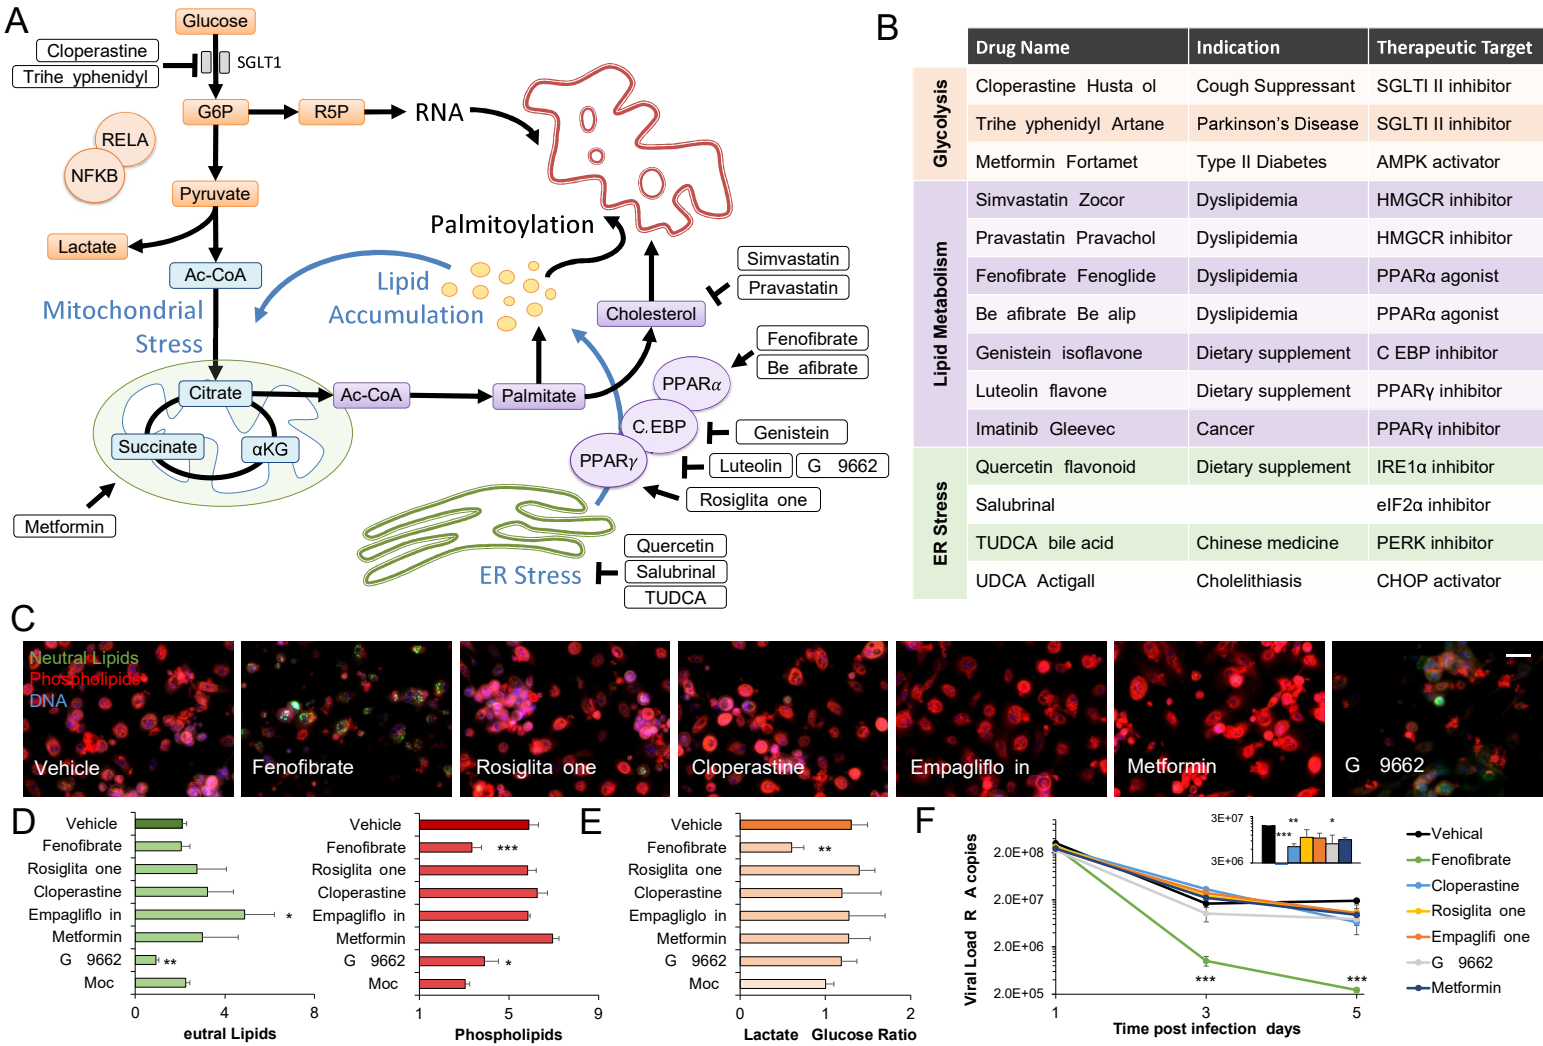 A
Glucose
Cloperastine
Trihe yphenidyl
SGLT1
G6P
R5P
RNA
RELA
NFKB
Pyruvate
Palmitoylation
Lactate
Ac-CoA
Lipid
Accumulation
Mitochondrial
Stress
Simvastatin
Pravastatin
Cholesterol
Fenofibrate
Be afibrate
PPARα
Citrate
Ac-CoA
Palmitate
C EBP
Genistein
Succinate
αKG
PPARγ
Luteolin
G 9662
Rosiglita one
Metformin
Quercetin
ER Stress
Salubrinal
TUDCA
B
Drug Name Indication Therapeutic Target
Glycolysis
Cloperastine Husta ol Cough Suppressant SGLTI II inhibitor
Trihe yphenidyl Artane Parkinson's Disease SGLTI II inhibitor
Metformin Fortamet Type II Diabetes AMPK activator
Lipid Metabolism
Simvastatin Zocor Dyslipidemia HMGCR inhibitor
Pravastatin Pravachol Dyslipidemia HMGCR inhibitor
Fenofibrate Fenoglide Dyslipidemia PPARα agonist
Be afibrate Be alip Dyslipidemia PPARα agonist
Genistein isoflavone Dietary supplement C EBP inhibitor
Luteolin flavone Dietary supplement PPARγ inhibitor
Imatinib Gleevec Cancer PPARγ inhibitor
ER Stress
Quercetin flavonoid Dietary supplement IRE1α inhibitor
Salubrinal eIF2α inhibitor
TUDCA bile acid Chinese medicine PERK inhibitor
UDCA Actigall Cholelithiasis CHOP activator
C
Neutral Lipids
Phospholipids
DNA
Vehicle
Fenofibrate
Rosiglita one
Cloperastine
Empagliflo in
Metformin
G 9662
D
Vehicle
Fenofibrate
Rosiglita one
Cloperastine
Empagliflo in *
Metformin
G 9662 **
Moc
0 4 8
eutral Lipids
Vehicle
Fenofibrate ***
Rosiglita one
Cloperastine
Empagliflo in
Metformin
G 9662 *
Moc
1 5 9
Phospholipids
E
Vehicle
Fenofibrate **
Rosiglita one
Cloperastine
Empagliglo in
Metformin
G 9662
Moc
0 1 2
Lactate Glucose Ratio
F
Viral Load R A copies
2.0E+08
2.0E+07
2.0E+06
2.0E+05
3E+07
3E+06
*** ** *
*** ***
1 3 5
Time post infection days
Vehical
Fenofibrate
Cloperastine
Rosiglita one
Empaglifi one
G 9662
Metformin